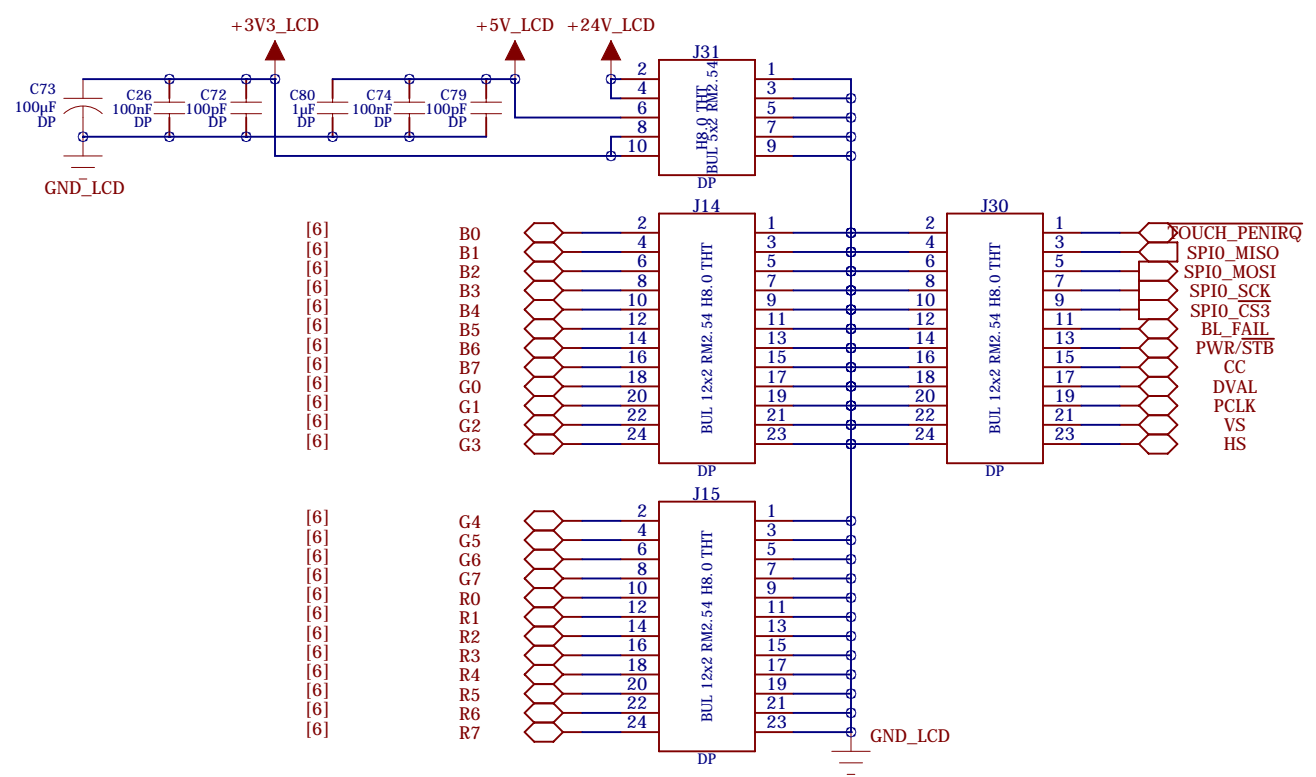 +3V3_LCD
+5V_LCD
+24V_LCD
C73
100μF
DP
C26
100nF
DP
C72
100pF
DP
C80
1μF
DP
C74
100nF
DP
C79
100pF
DP
GND_LCD
J31
2 1
4 3
6 5
8 7
10 9
H8.0 THT
BUL 5x2 RM2.54
DP
J14
[6] B0 2 1
[6] B1 4 3
[6] B2 6 5
[6] B3 8 7
[6] B4 10 9
[6] B5 12 11
[6] B6 14 13
[6] B7 16 15
[6] G0 18 17
[6] G1 20 19
[6] G2 22 21
[6] G3 24 23
BUL 12x2 RM2.54 H8.0 THT
DP
J30
2 1 TOUCH_PENIRQ
4 3 SPI0_MISO
6 5 SPI0_MOSI
8 7 SPI0_SCK
10 9 SPI0_CS3
12 11 BL_FAIL
14 13 PWR/STB
16 15 CC
18 17 DVAL
20 19 PCLK
22 21 VS
24 23 HS
BUL 12x2 RM2.54 H8.0 THT
DP
J15
[6] G4 2 1
[6] G5 4 3
[6] G6 6 5
[6] G7 8 7
[6] R0 10 9
[6] R1 12 11
[6] R2 14 13
[6] R3 16 15
[6] R4 18 17
[6] R5 20 19
[6] R6 22 21
[6] R7 24 23
BUL 12x2 RM2.54 H8.0 THT
DP
GND_LCD